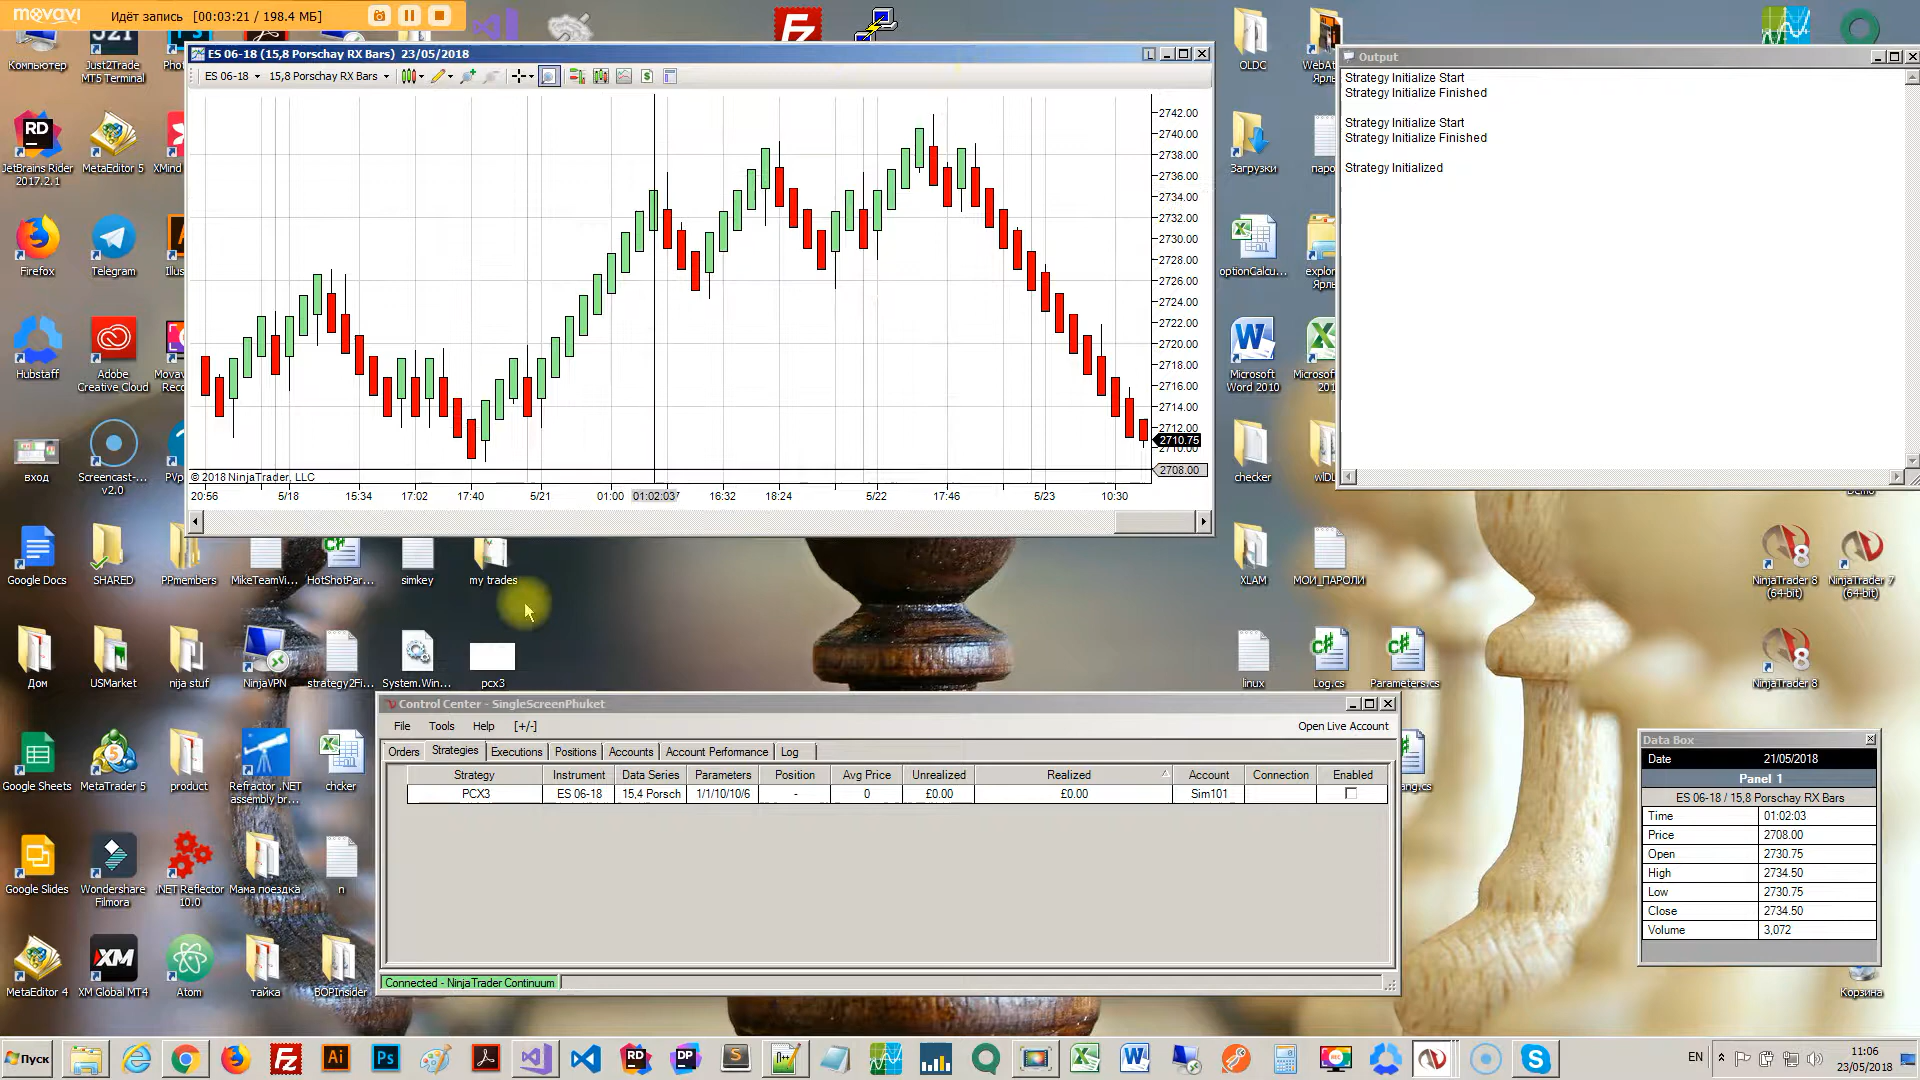 movavi
Идёт запись [00:03:21 / 198.4 МБ]
Компьютер
Just2Trade MT5 Terminal
JetBrains Rider 2017.2.1
MetaEditor 5
XMind
Firefox
Telegram
Illus
Hubstaff
Adobe Creative Cloud
вход
Screencast-... v2.0
Google Docs
SHARED
PPmembers
MikeTeamVi...
HotShotPar...
simkey
my trades
Дом
USMarket
nija stuf
NinjaVPN
strategy2Fi...
System.Win...
pcx3
Google Sheets
MetaTrader 5
product
Refractor .NET assembly br...
chcker
Google Slides
Wondershare Filmora
.NET Reflector 10.0
Мама поездка
n
MetaEditor 4
XM Global MT4
Atom
тайка
BOPInsider
ES 06-18 (15,8 Porschay RX Bars) 23/05/2018
ES 06-18
15,8 Porschay RX Bars
2742.00
2740.00
2738.00
2736.00
2734.00
2732.00
2730.00
2728.00
2726.00
2724.00
2722.00
2720.00
2718.00
2716.00
2714.00
2712.00
2710.75
2710.00
2708.00
© 2018 NinjaTrader, LLC
20:56 5/18 15:34 17:02 17:40 5/21 01:00 01:02:03 16:32 18:24 5/22 17:46 5/23 10:30
OLDC
Загрузки
optionCalcu...
Microsoft Word 2010
checker
XLAM
МОИ_ПАРОЛИ
linux
Log.cs
Parameters.cs
NinjaTrader 8 (64-bit)
NinjaTrader 7 (64-bit)
NinjaTrader 8
Корзина
Output
Strategy Initialize Start
Strategy Initialize Finished
Strategy Initialize Start
Strategy Initialize Finished
Strategy Initialized
Control Center - SingleScreenPhuket
File Tools Help [+/-] Open Live Account
Orders Strategies Executions Positions Accounts Account Performance Log
Strategy Instrument Data Series Parameters Position Avg Price Unrealized Realized Account Connection Enabled
PCX3 ES 06-18 15,4 Porsch 1/1/10/10/6 - 0 £0.00 £0.00 Sim101
Connected - NinjaTrader Continuum
Data Box
Date 21/05/2018
Panel 1
ES 06-18 / 15,8 Porschay RX Bars
Time 01:02:03
Price 2708.00
Open 2730.75
High 2734.50
Low 2730.75
Close 2734.50
Volume 3,072
Пуск
EN
11:06
23/05/2018